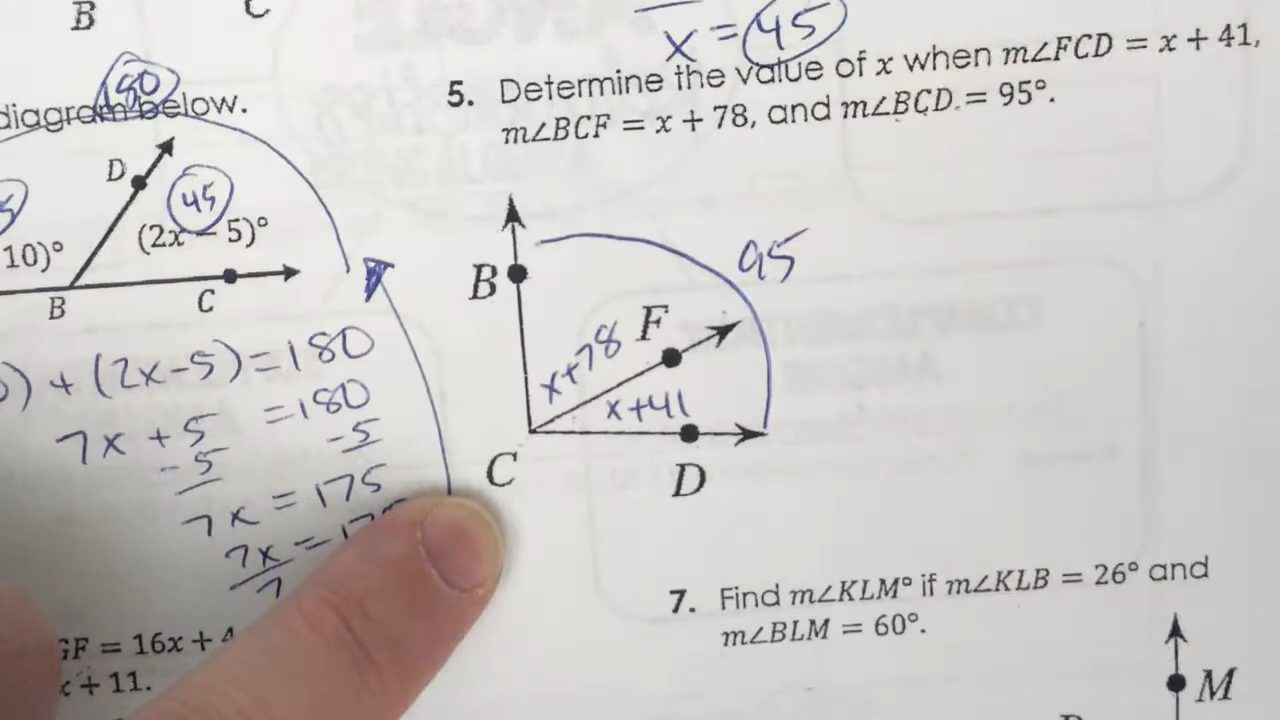 B
C
180
diagram below.
D
45
(2x − 5)°
10)°
B
C
) + (2x-5) = 180
7x + 5 = 180
-5 -5
7x = 175
7x =
7
GF = 16x + 4
x + 11.
x = 45
5. Determine the value of x when m∠FCD = x + 41,
m∠BCF = x + 78, and m∠BCD = 95°.
95
B
F
x+78
x+41
C
D
7. Find m∠KLM° if m∠KLB = 26° and
m∠BLM = 60°.
M